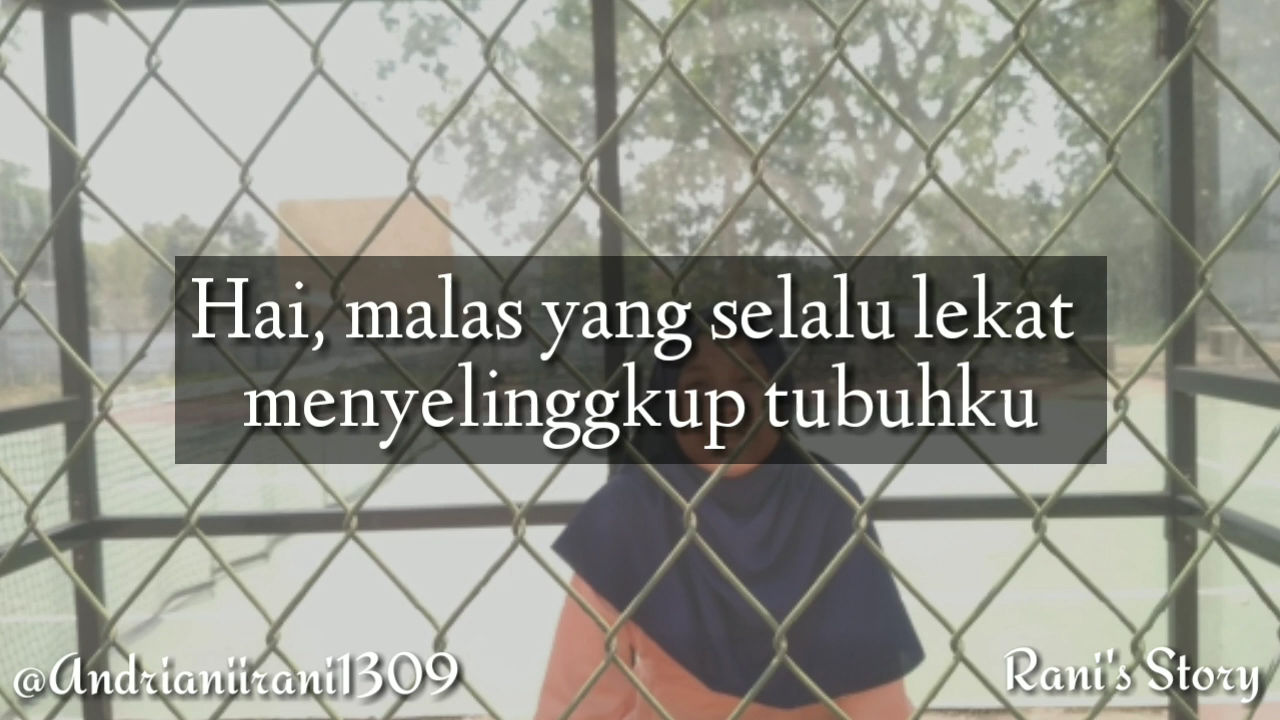 Hai, malas yang selalu lekat
menyelinggkup tubuhku
@Andrianiirani1309
Rani's Story